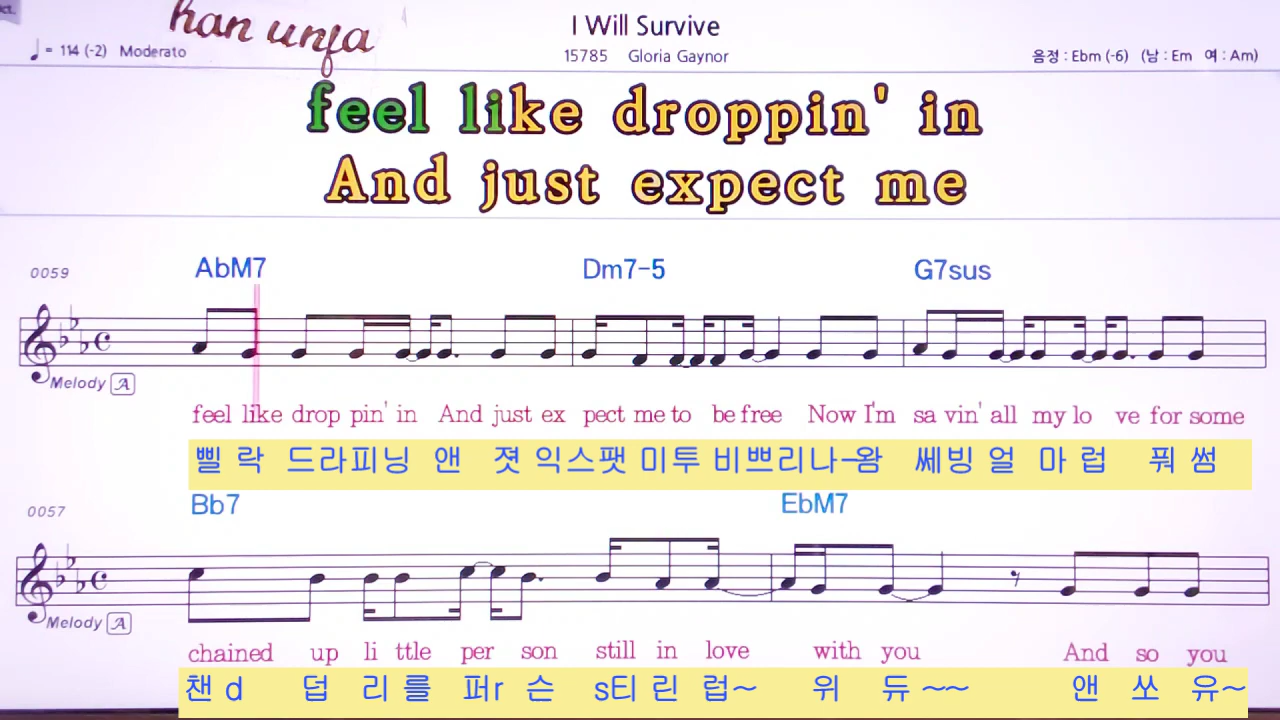 han unja
I Will Survive
♩ = 114 (-2) Moderato
15785 Gloria Gaynor
음정 : Ebm (-6) (남 : Em 여 : Am)
feel like droppin' in
And just expect me
0059
AbM7 Dm7-5 G7sus
Melody A
feel like drop pin' in And just ex pect me to be free Now I'm sa vin' all my lo ve for some
삘 락 드라피닝 앤 젓 익스팻 미투 비쁘리나-왐 쎄빙 얼 마 럽 풔 썸
0057
Bb7 EbM7
Melody A
chained up li ttle per son still in love with you And so you
챈 d 덥 리 를 퍼r 슨 s티 린 럽~ 위 듀 ~~ 앤 쏘 유~